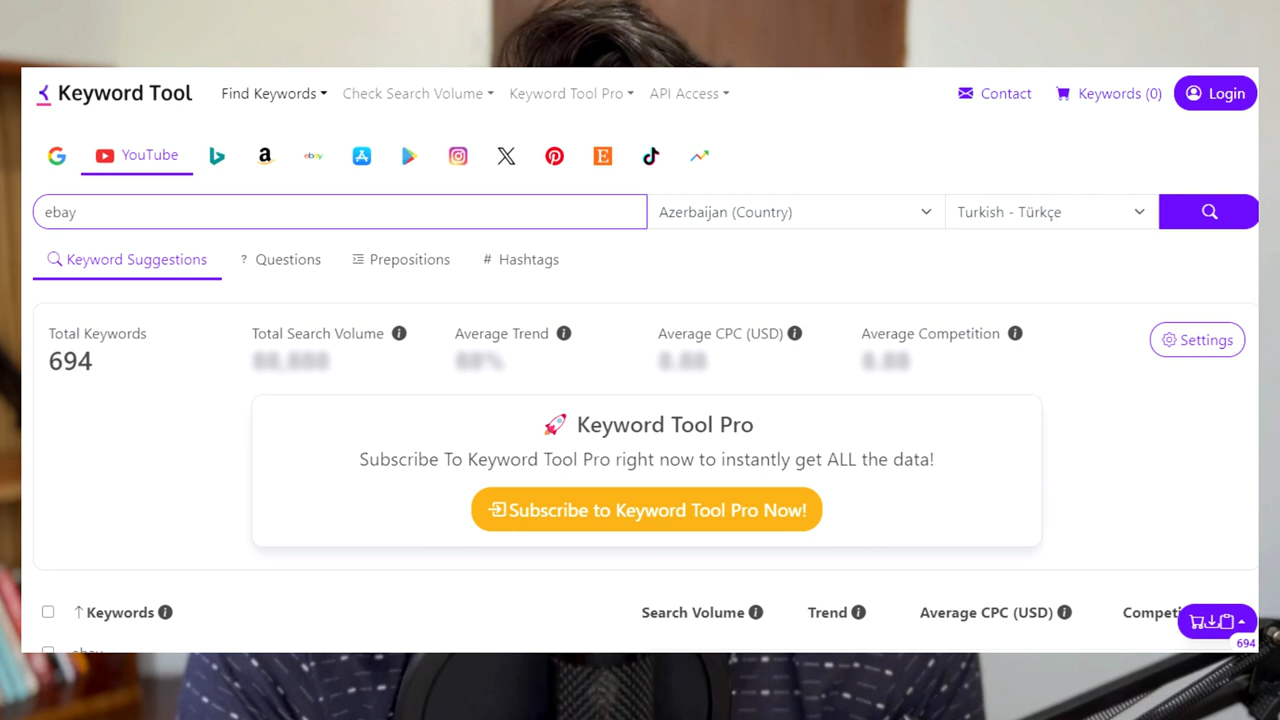 Keyword Tool
Find Keywords
Check Search Volume
Keyword Tool Pro
API Access
Contact
Keywords (0)
Login
YouTube
ebay
ebay
Azerbaijan (Country)
Turkish - Türkçe
Keyword Suggestions
? Questions
Prepositions
# Hashtags
Total Keywords
694
Total Search Volume
Average Trend
Average CPC (USD)
Average Competition
Settings
Keyword Tool Pro
Subscribe To Keyword Tool Pro right now to instantly get ALL the data!
Subscribe to Keyword Tool Pro Now!
↑ Keywords
Search Volume
Trend
Average CPC (USD)
694